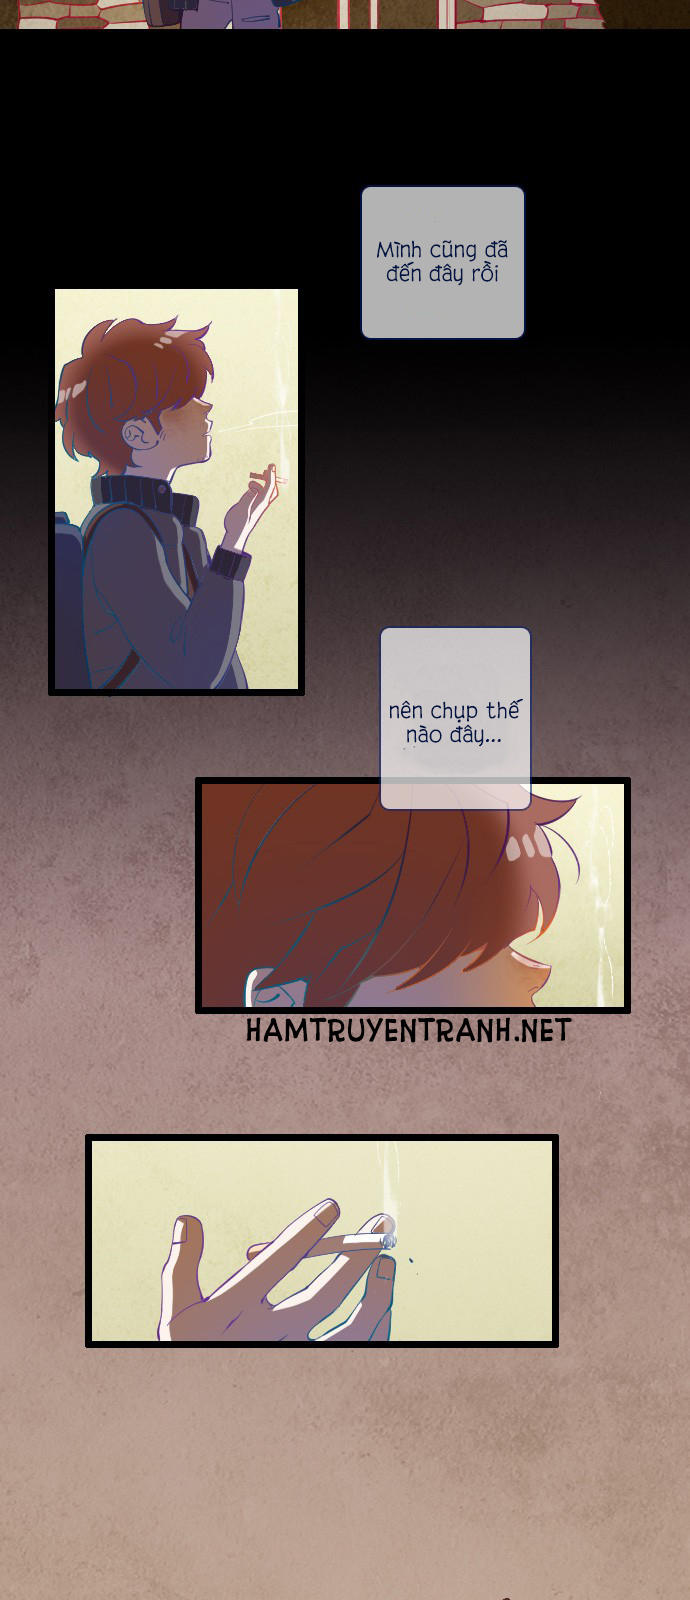 Mình cũng đã
đến đây rồi
nên chụp thế
nào đây...
HAMTRUYENTRANH.NET